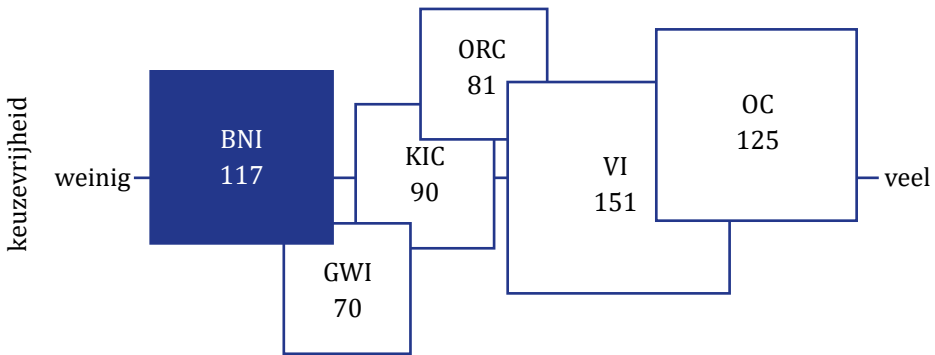 keuzevrijheid
weinig
BNI
117
GWI
70
KIC
90
ORC
81
VI
151
OC
125
veel